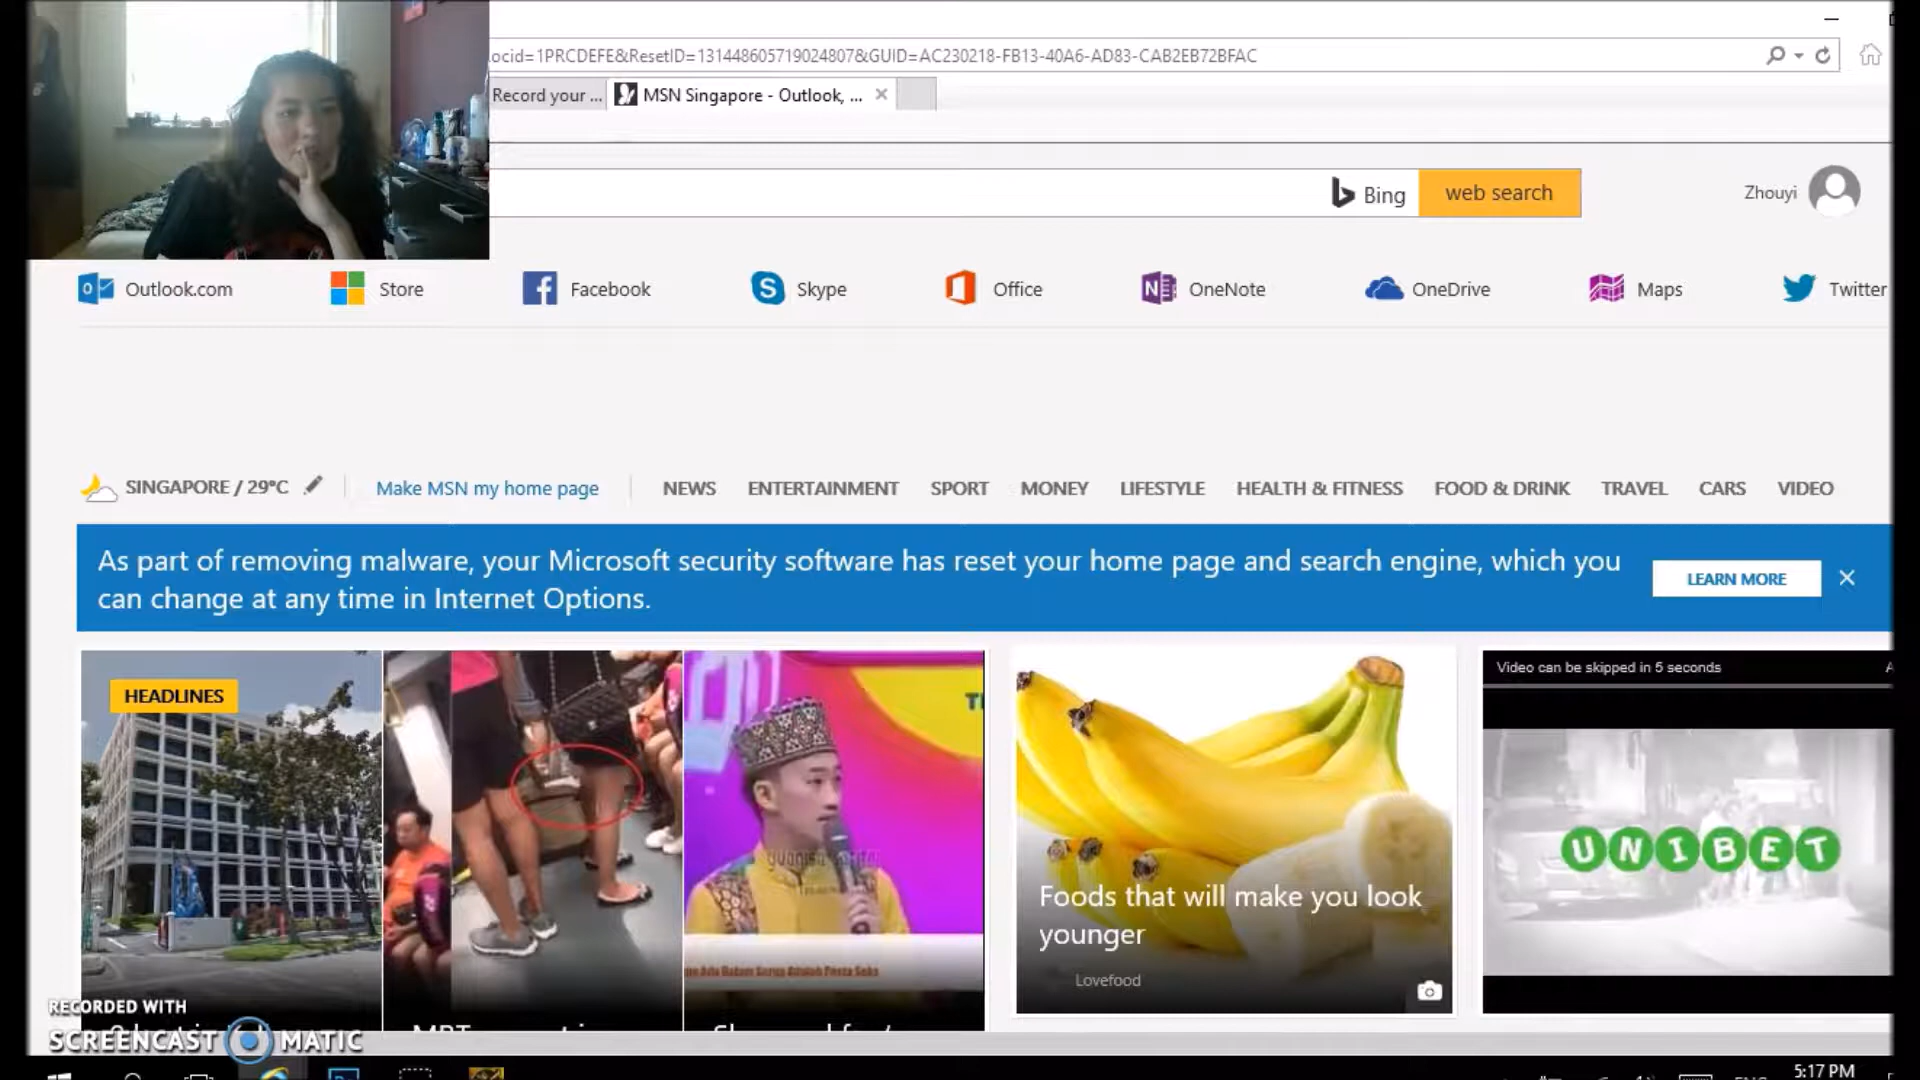 ocid=1PRCDEFE&ResetID=131448605719024807&GUID=AC230218-FB13-40A6-AD83-CAB2EB72BFAC
Record your ...
MSN Singapore - Outlook, ...
Bing
web search
Zhouyi
Outlook.com
Store
Facebook
Skype
Office
OneNote
OneDrive
Maps
Twitter
SINGAPORE / 29°C
Make MSN my home page
NEWS
ENTERTAINMENT
SPORT
MONEY
LIFESTYLE
HEALTH & FITNESS
FOOD & DRINK
TRAVEL
CARS
VIDEO
As part of removing malware, your Microsoft security software has reset your home page and search engine, which you
can change at any time in Internet Options.
LEARN MORE
HEADLINES
Foods that will make you look
younger
Lovefood
Video can be skipped in 5 seconds
UNIBET
RECORDED WITH
SCREENCAST MATIC
5:17 PM